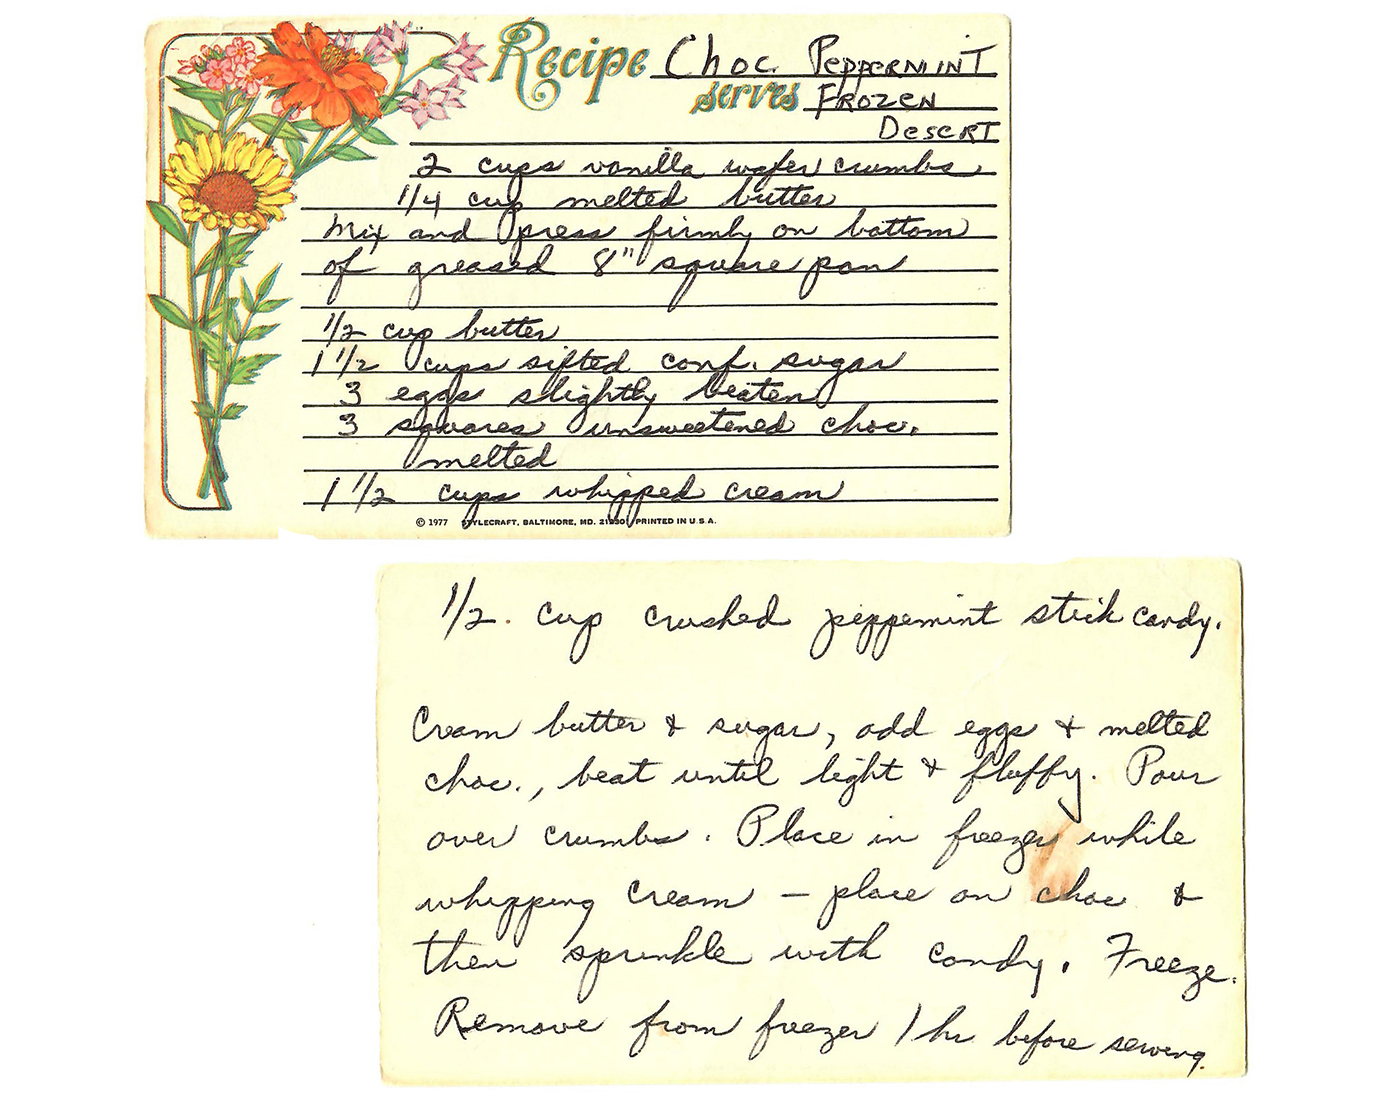 Recipe Choc Peppermint
serves Frozen
Desert
2 cups vanilla wafer crumbs
1/4 cup melted butter
Mix and press firmly on bottom
of greased 8" square pan
1/2 cup butter
1 1/2 cups sifted conf. sugar
3 eggs slightly beaten
3 squares unsweetened choc.
melted
1 1/2 cups whipped cream
© 1977 STYLECRAFT, BALTIMORE, MD. PRINTED IN U.S.A.
1/2. cup crushed peppemint stick candy.
Cream butter & sugar, add eggs & melted
choc., beat until light & fluffy. Pour
over crumbs. Place in freezer while
whipping cream – place on choc &
then sprinkle with candy. Freeze.
Remove from freezer 1 hr before serving.